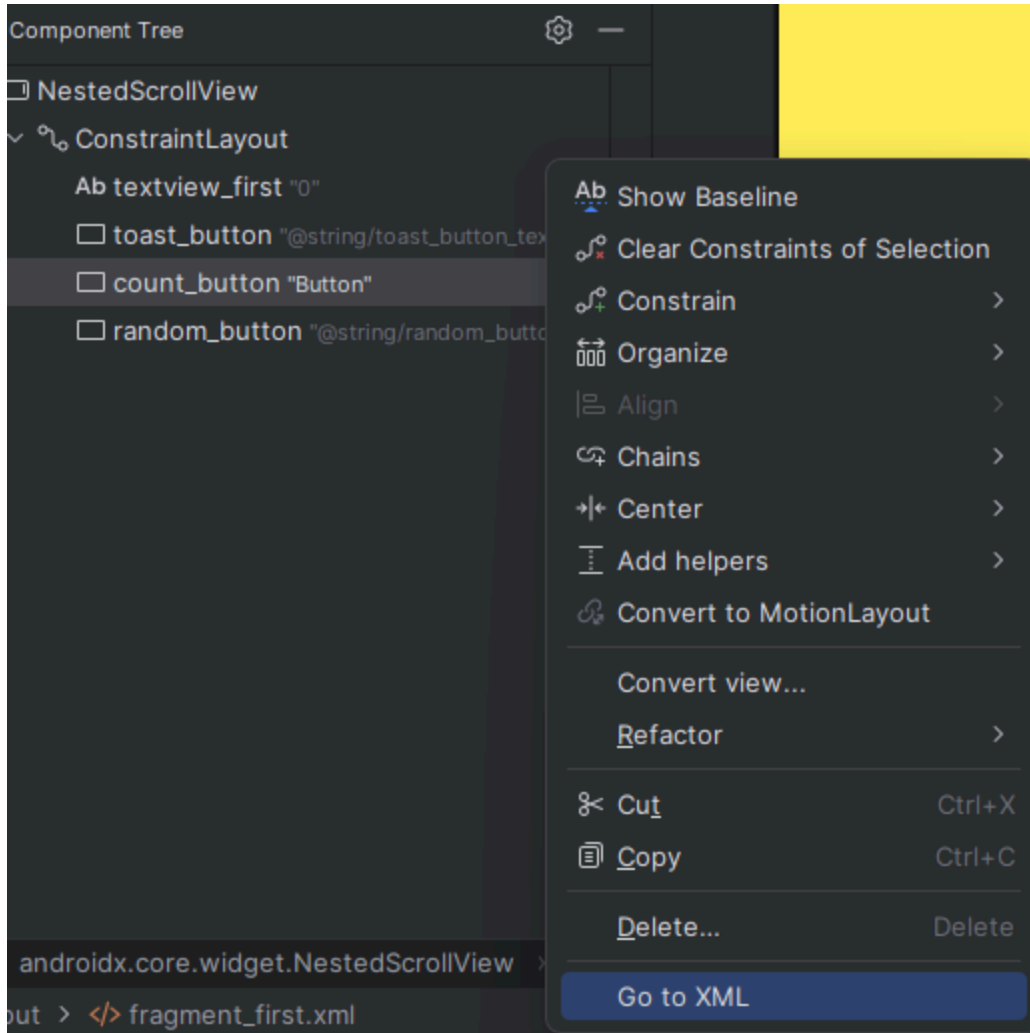 Component Tree
NestedScrollView
ConstraintLayout
Ab textview_first "0"
toast_button "@string/toast_button_tex
count_button "Button"
random_button "@string/random_butto
Ab Show Baseline
Clear Constraints of Selection
Constrain
Organize
Align
Chains
Center
Add helpers
Convert to MotionLayout
Convert view...
Refactor
Cut Ctrl+X
Copy Ctrl+C
Delete... Delete
Go to XML
androidx.core.widget.NestedScrollView
out > </> fragment_first.xml